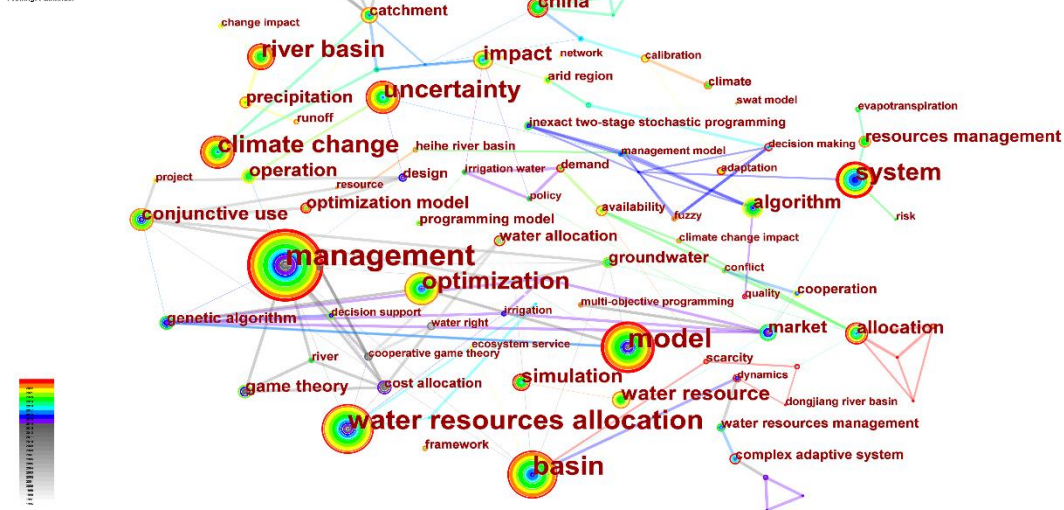 catchment
china
change impact
river basin
impact
network
calibration
arid region
climate
precipitation
uncertainty
swat model
evapotranspiration
runoff
inexact two-stage stochastic programming
resources management
climate change
heihe river basin
management model
decision making
operation
irrigation water
demand
adaptation
system
project
resource
design
policy
algorithm
conjunctive use
optimization model
availability
fuzzy
risk
programming model
water allocation
climate change impact
management
groundwater
conflict
optimization
quality
cooperation
multi-objective programming
genetic algorithm
decision support
irrigation
water right
market
allocation
model
ecosystem service
river
cooperative game theory
scarcity
game theory
cost allocation
simulation
dynamics
water resource
dongjiang river basin
water resources allocation
water resources management
framework
basin
complex adaptive system